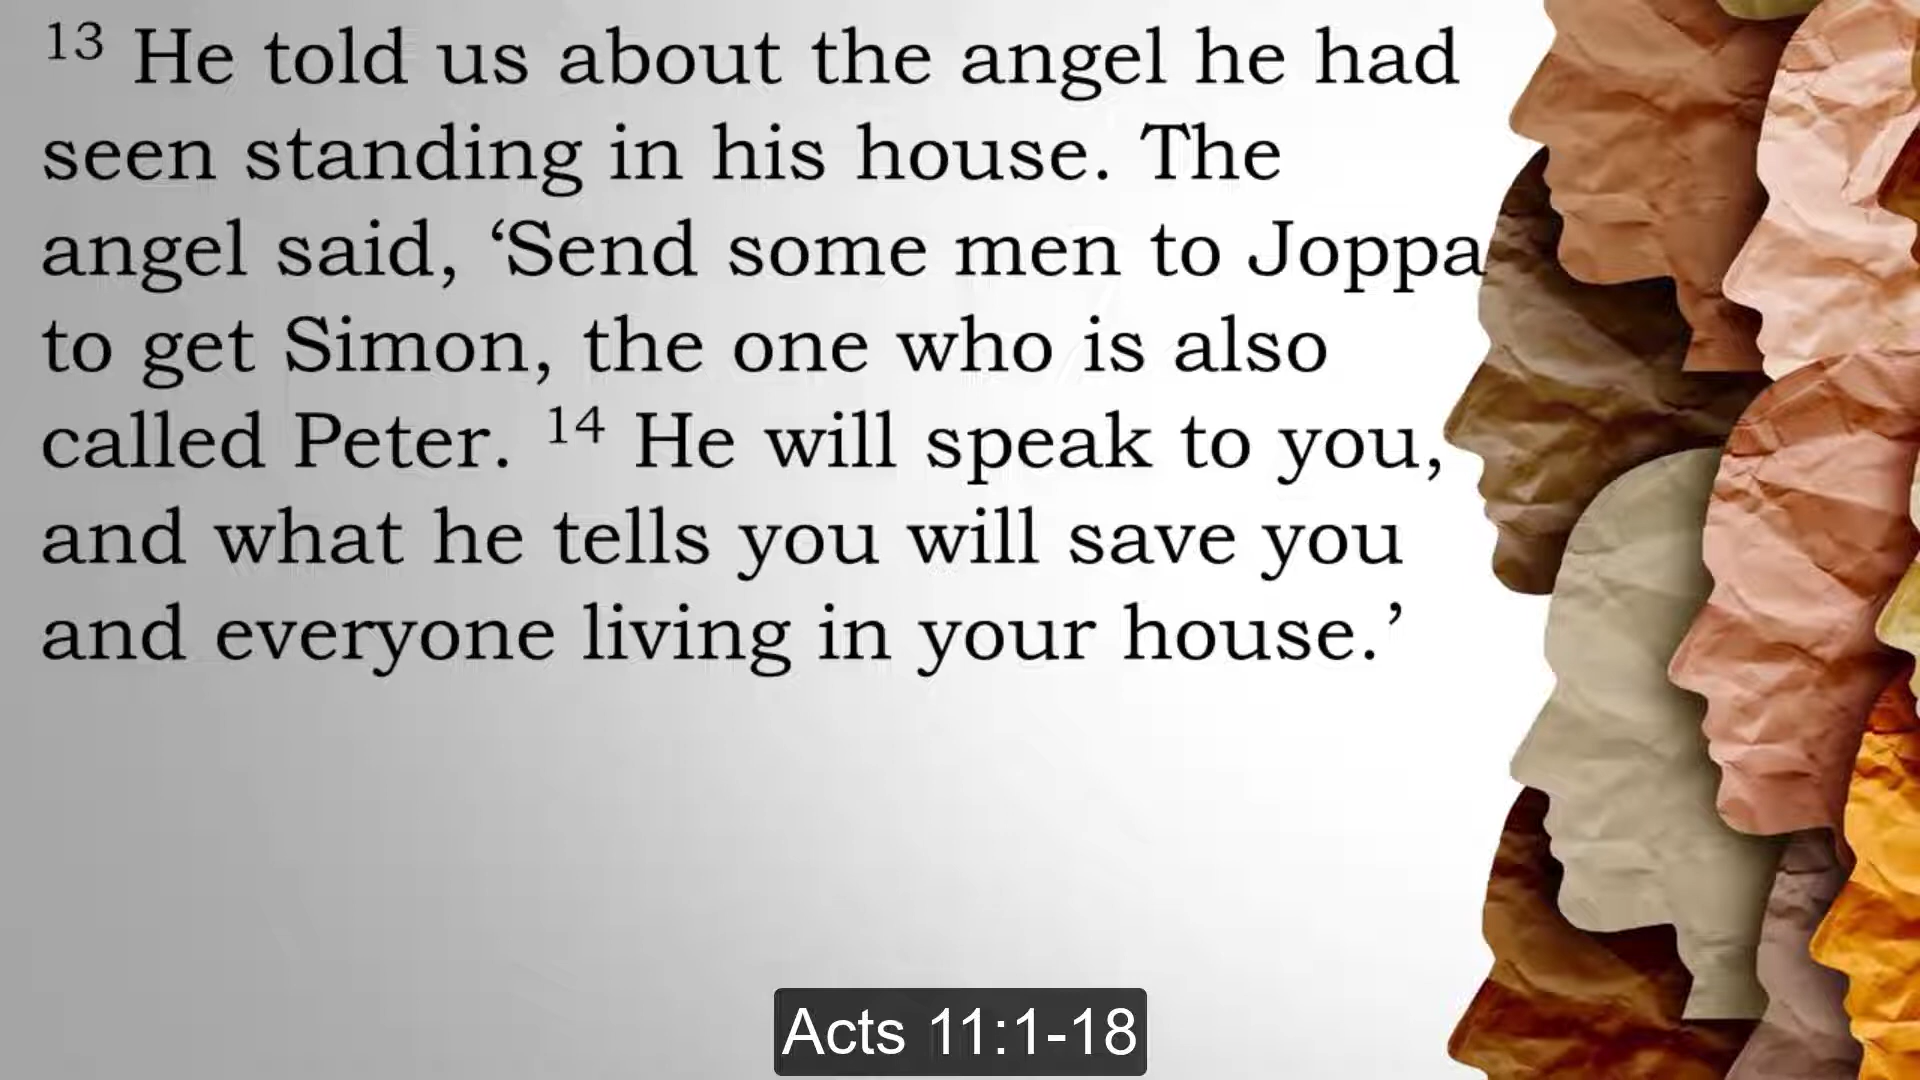 13 He told us about the angel he had
seen standing in his house. The
angel said, ‘Send some men to Joppa
to get Simon, the one who is also
called Peter. 14 He will speak to you,
and what he tells you will save you
and everyone living in your house.’
Acts 11:1-18